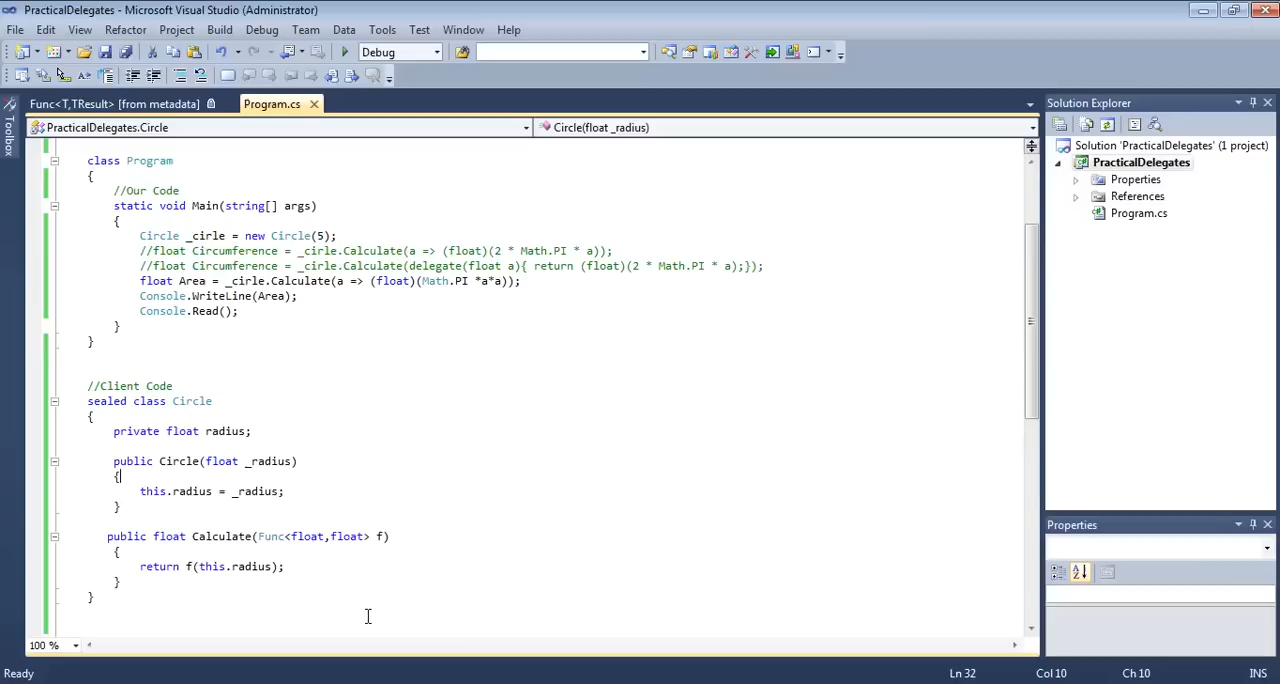 PracticalDelegates - Microsoft Visual Studio (Administrator)
File Edit View Refactor Project Build Debug Team Data Tools Test Window Help
Debug
Toolbox
Func<T,TResult> [from metadata]
Program.cs
PracticalDelegates.Circle
Circle(float _radius)
class Program
{
//Our Code
static void Main(string[] args)
{
Circle _cirle = new Circle(5);
//float Circumference = _cirle.Calculate(a => (float)(2 * Math.PI * a));
//float Circumference = _cirle.Calculate(delegate(float a){ return (float)(2 * Math.PI * a);});
float Area = _cirle.Calculate(a => (float)(Math.PI *a*a));
Console.WriteLine(Area);
Console.Read();
}
}
//Client Code
sealed class Circle
{
private float radius;
public Circle(float _radius)
{
this.radius = _radius;
}
public float Calculate(Func<float,float> f)
{
return f(this.radius);
}
}
100 %
Solution Explorer
Solution 'PracticalDelegates' (1 project)
PracticalDelegates
Properties
References
Program.cs
Properties
Ready
Ln 32
Col 10
Ch 10
INS